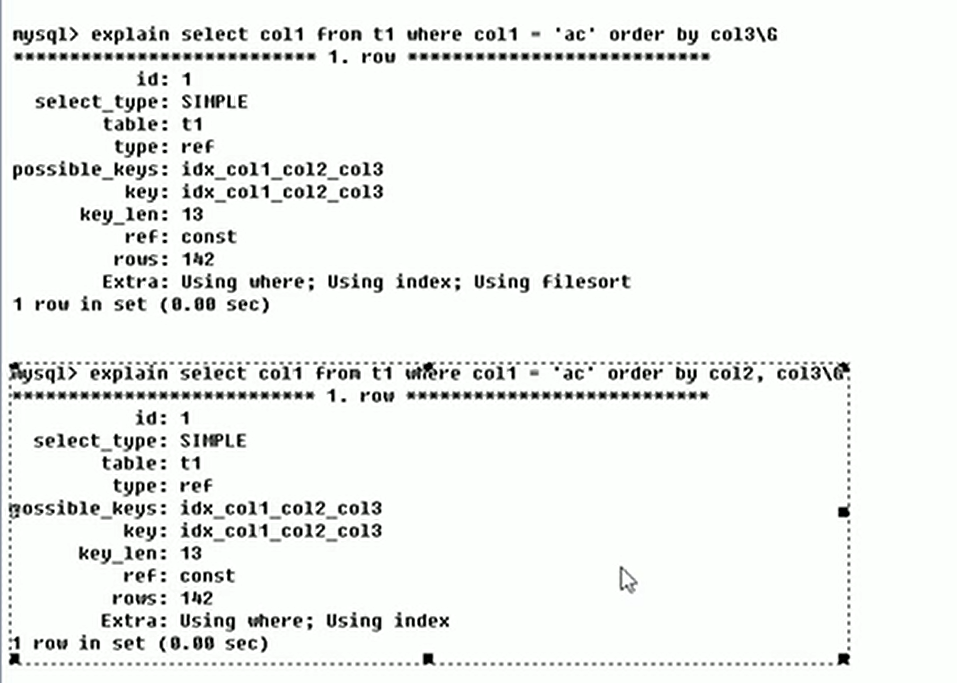 mysql> explain select col1 from t1 where col1 = 'ac' order by col3\G
*************************** 1. row ***************************
id: 1
select_type: SIMPLE
table: t1
type: ref
possible_keys: idx_col1_col2_col3
key: idx_col1_col2_col3
key_len: 13
ref: const
rows: 142
Extra: Using where; Using index; Using filesort
1 row in set (0.00 sec)
mysql> explain select col1 from t1 where col1 = 'ac' order by col2, col3\G
*************************** 1. row ***************************
id: 1
select_type: SIMPLE
table: t1
type: ref
possible_keys: idx_col1_col2_col3
key: idx_col1_col2_col3
key_len: 13
ref: const
rows: 142
Extra: Using where; Using index
1 row in set (0.00 sec)